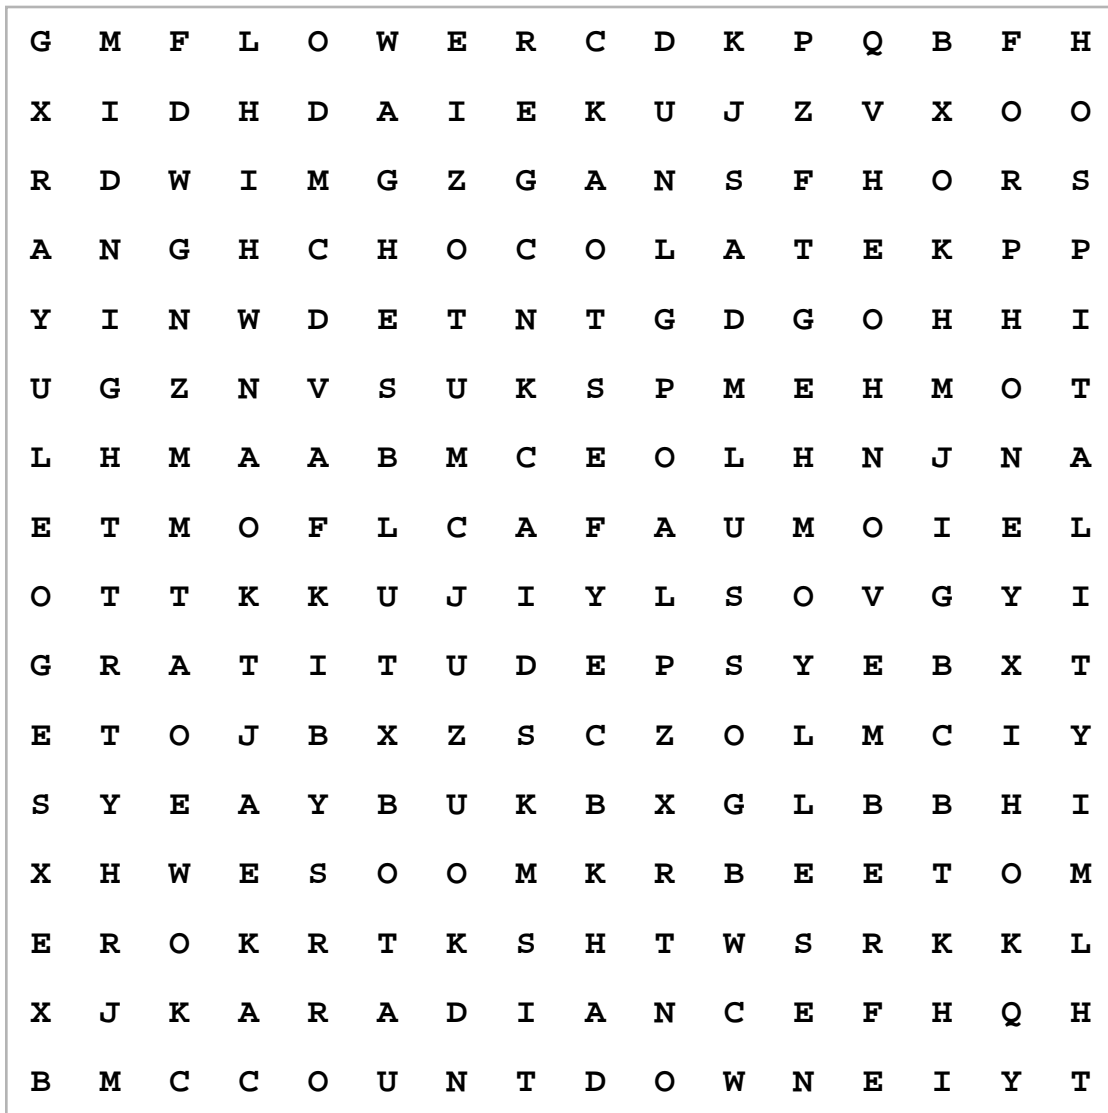 G M F L O W E R C D K P Q B F H
X I D H D A I E K U J Z V X O O
R D W I M G Z G A N S F H O R S
A N G H C H O C O L A T E K P P
Y I N W D E T N T G D G O H H I
U G Z N V S U K S P M E H M O T
L H M A A B M C E O L H N J N A
E T M O F L C A F A U M O I E L
O T T K K U J I Y L S O V G Y I
G R A T I T U D E P S Y E B X T
E T O J B X Z S C Z O L M C I Y
S Y E A Y B U K B X G L B B H I
X H W E S O O M K R B E E T O M
E R O K R T K S H T W S R K K L
X J K A R A D I A N C E F H Q H
B M C C O U N T D O W N E I Y T